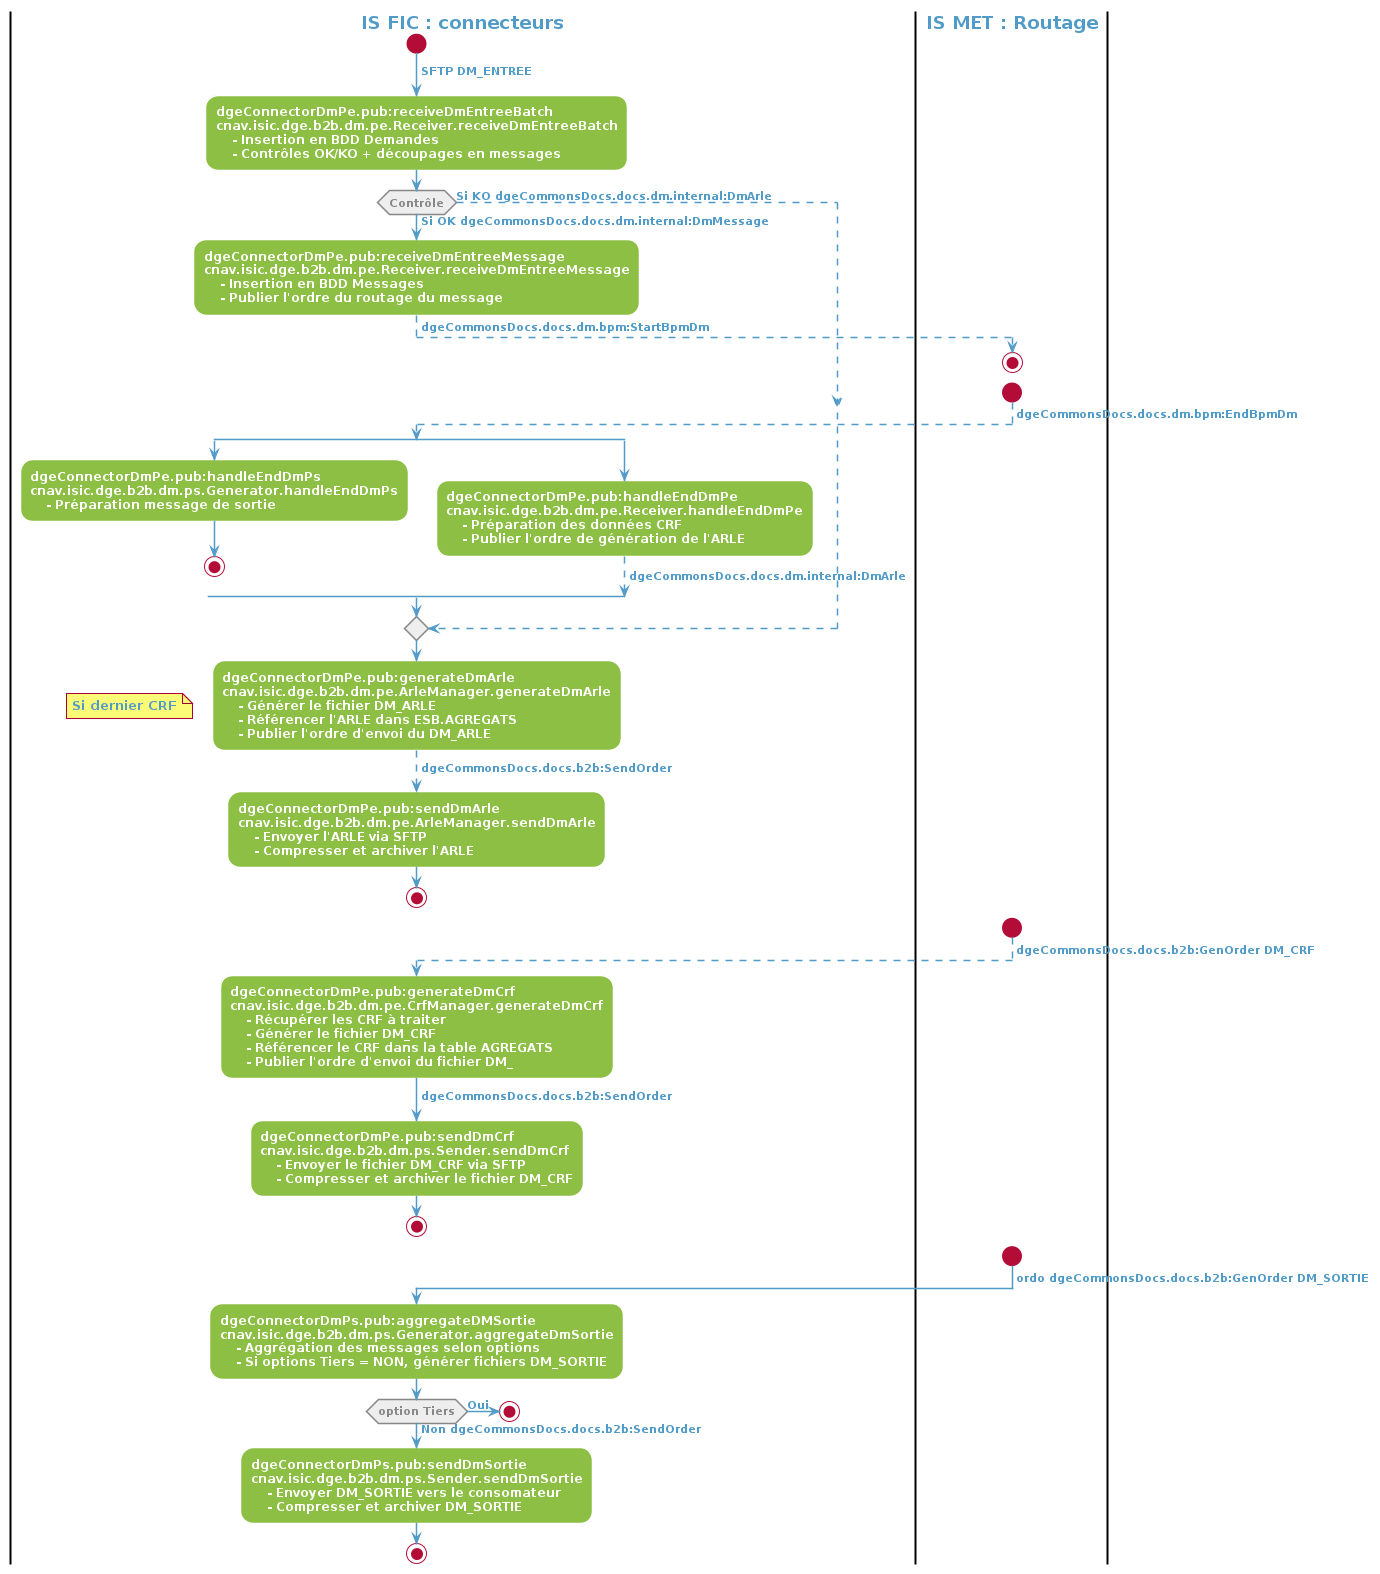 IS FIC : connecteurs
IS MET : Routage
SFTP DM_ENTREE
dgeConnectorDmPe.pub:receiveDmEntreeBatch
cnav.isic.dge.b2b.dm.pe.Receiver.receiveDmEntreeBatch
- Insertion en BDD Demandes
- Contrôles OK/KO + découpages en messages
Contrôle
Si KO dgeCommonsDocs.docs.dm.internal:DmArle
Si OK dgeCommonsDocs.docs.dm.internal:DmMessage
dgeConnectorDmPe.pub:receiveDmEntreeMessage
cnav.isic.dge.b2b.dm.pe.Receiver.receiveDmEntreeMessage
- Insertion en BDD Messages
- Publier l'ordre du routage du message
dgeCommonsDocs.docs.dm.bpm:StartBpmDm
dgeCommonsDocs.docs.dm.bpm:EndBpmDm
dgeConnectorDmPe.pub:handleEndDmPs
cnav.isic.dge.b2b.dm.ps.Generator.handleEndDmPs
- Préparation message de sortie
dgeConnectorDmPe.pub:handleEndDmPe
cnav.isic.dge.b2b.dm.pe.Receiver.handleEndDmPe
- Préparation des données CRF
- Publier l'ordre de génération de l'ARLE
dgeCommonsDocs.docs.dm.internal:DmArle
Si dernier CRF
dgeConnectorDmPe.pub:generateDmArle
cnav.isic.dge.b2b.dm.pe.ArleManager.generateDmArle
- Générer le fichier DM_ARLE
- Référencer l'ARLE dans ESB.AGREGATS
- Publier l'ordre d'envoi du DM_ARLE
dgeCommonsDocs.docs.b2b:SendOrder
dgeConnectorDmPe.pub:sendDmArle
cnav.isic.dge.b2b.dm.pe.ArleManager.sendDmArle
- Envoyer l'ARLE via SFTP
- Compresser et archiver l'ARLE
dgeCommonsDocs.docs.b2b:GenOrder DM_CRF
dgeConnectorDmPe.pub:generateDmCrf
cnav.isic.dge.b2b.dm.pe.CrfManager.generateDmCrf
- Récupérer les CRF à traiter
- Générer le fichier DM_CRF
- Référencer le CRF dans la table AGREGATS
- Publier l'ordre d'envoi du fichier DM_
dgeCommonsDocs.docs.b2b:SendOrder
dgeConnectorDmPe.pub:sendDmCrf
cnav.isic.dge.b2b.dm.ps.Sender.sendDmCrf
- Envoyer le fichier DM_CRF via SFTP
- Compresser et archiver le fichier DM_CRF
ordo dgeCommonsDocs.docs.b2b:GenOrder DM_SORTIE
dgeConnectorDmPs.pub:aggregateDMSortie
cnav.isic.dge.b2b.dm.ps.Generator.aggregateDmSortie
- Aggrégation des messages selon options
- Si options Tiers = NON, générer fichiers DM_SORTIE
option Tiers
Oui
Non dgeCommonsDocs.docs.b2b:SendOrder
dgeConnectorDmPs.pub:sendDmSortie
cnav.isic.dge.b2b.dm.ps.Sender.sendDmSortie
- Envoyer DM_SORTIE vers le consomateur
- Compresser et archiver DM_SORTIE